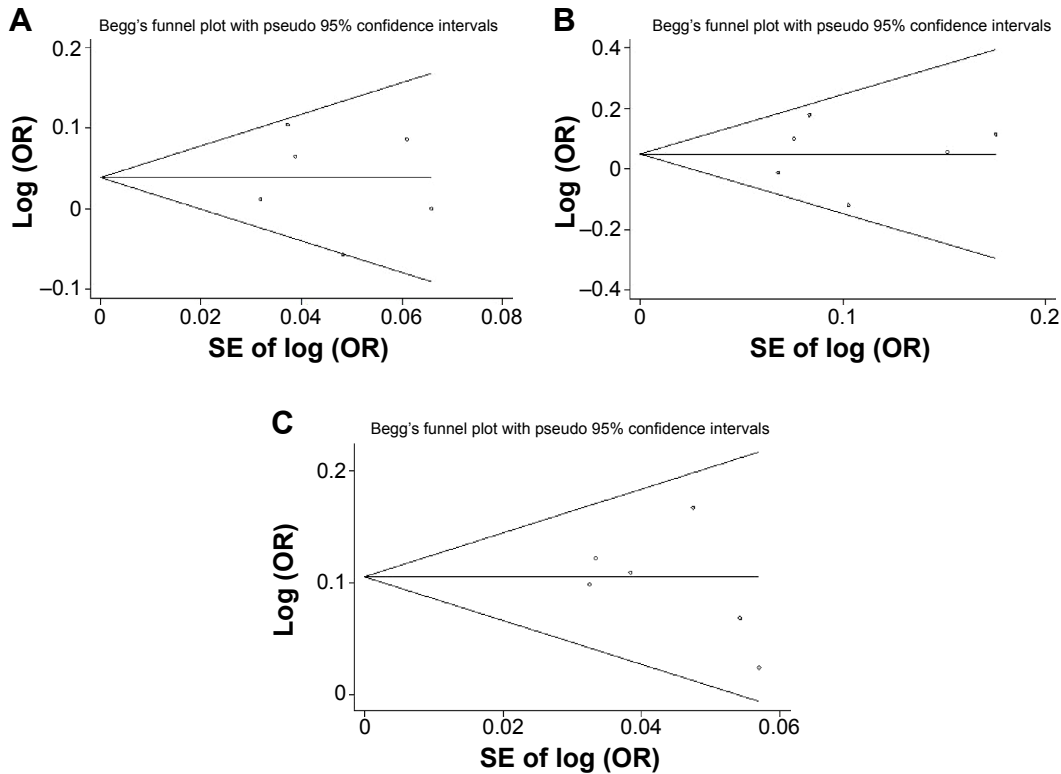 A
Begg’s funnel plot with pseudo 95% confidence intervals
0.2
0.1
0
–0.1
Log (OR)
0
0.02
0.04
0.06
0.08
SE of log (OR)
B
Begg’s funnel plot with pseudo 95% confidence intervals
0.4
0.2
0
–0.2
–0.4
Log (OR)
0
0.1
0.2
SE of log (OR)
C
Begg’s funnel plot with pseudo 95% confidence intervals
0.2
0.1
0
Log (OR)
0
0.02
0.04
0.06
SE of log (OR)